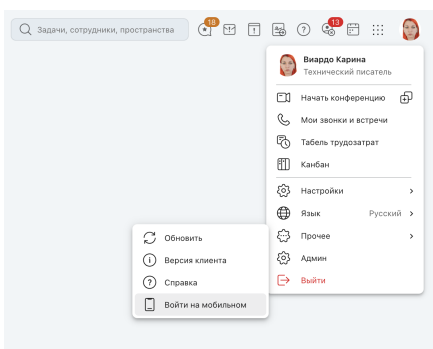 Задачи, сотрудники, пространства
18
13
Виардо Карина
Технический писатель
Начать конференцию
Мои звонки и встречи
Табель трудозатрат
Канбан
Настройки
Язык Русский
Прочее
Админ
Выйти
Обновить
Версия клиента
Справка
Войти на мобильном